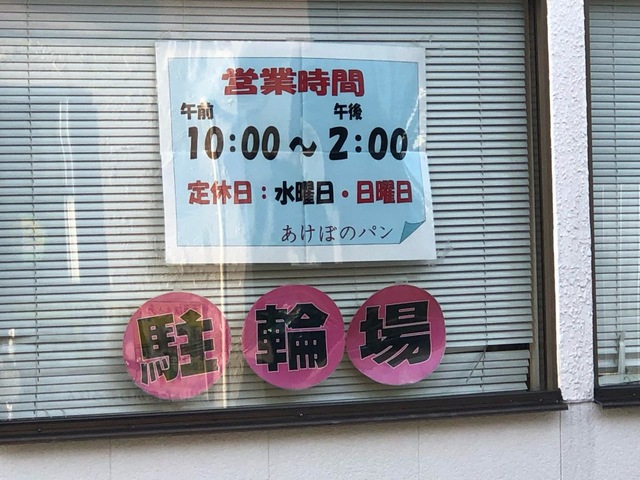 営業時間
午前 午後
10:00～2:00
定休日：水曜日・日曜日
あけぼのパン
駐輪場